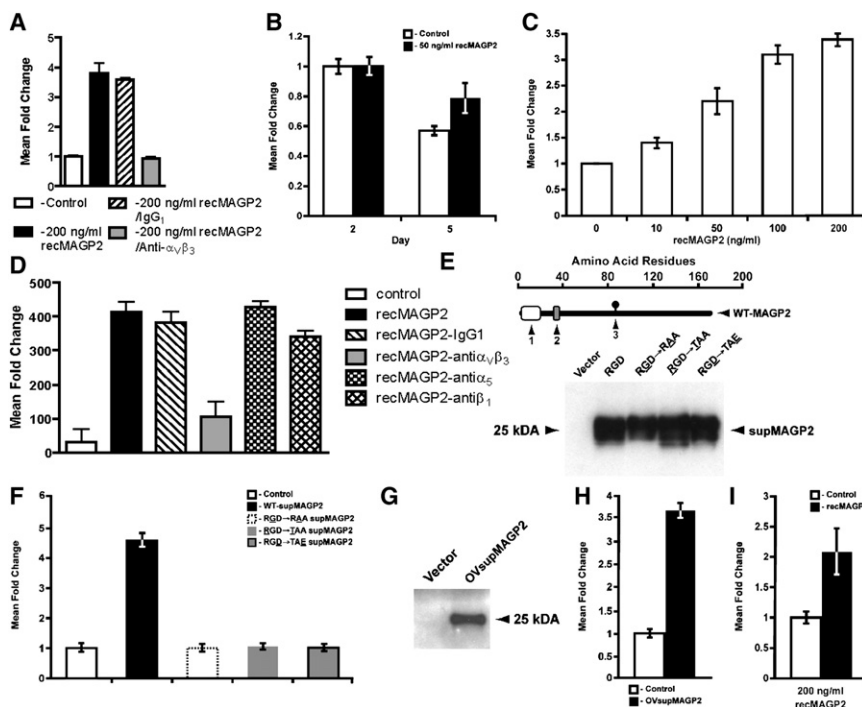 A
Mean Fold Change
5
4
3
2
1
0
-Control
-200 ng/ml recMAGP2 /IgG₁
-200 ng/ml recMAGP2
-200 ng/ml recMAGP2 /Anti-αvβ₃
B
Mean Fold Change
1.2
1
0.8
0.6
0.4
0.2
0
- Control
- 50 ng/ml recMAGP2
2
5
Day
C
Mean Fold Change
3.5
3
2.5
2
1.5
1
0.5
0
0
10
50
100
200
recMAGP2 (ng/ml)
D
Mean Fold Change
400
300
200
100
0
control
recMAGP2
recMAGP2-IgG1
recMAGP2-antiαvβ₃
recMAGP2-antiα₅
recMAGP2-antiβ₁
E
Amino Acid Residues
0
40
80
120
160
200
WT-MAGP2
1
2
3
Vector
RGD
RGD→RAA
RGD→TAA
RGD→TAE
25 kDA
supMAGP2
F
Mean Fold Change
6
5
4
3
2
1
0
- Control
- WT-supMAGP2
- RGD→RAA supMAGP2
- RGD→TAA supMAGP2
- RGD→TAE supMAGP2
G
Vector
OVsupMAGP2
25 kDA
H
Mean Fold Change
4
3.5
3
2.5
2
1.5
1
0.5
- Control
- OVsupMAGP2
I
- Control
- recMAGP2
Mean Fold Change
3
2.5
2
1.5
1
0.5
0
200 ng/ml
recMAGP2